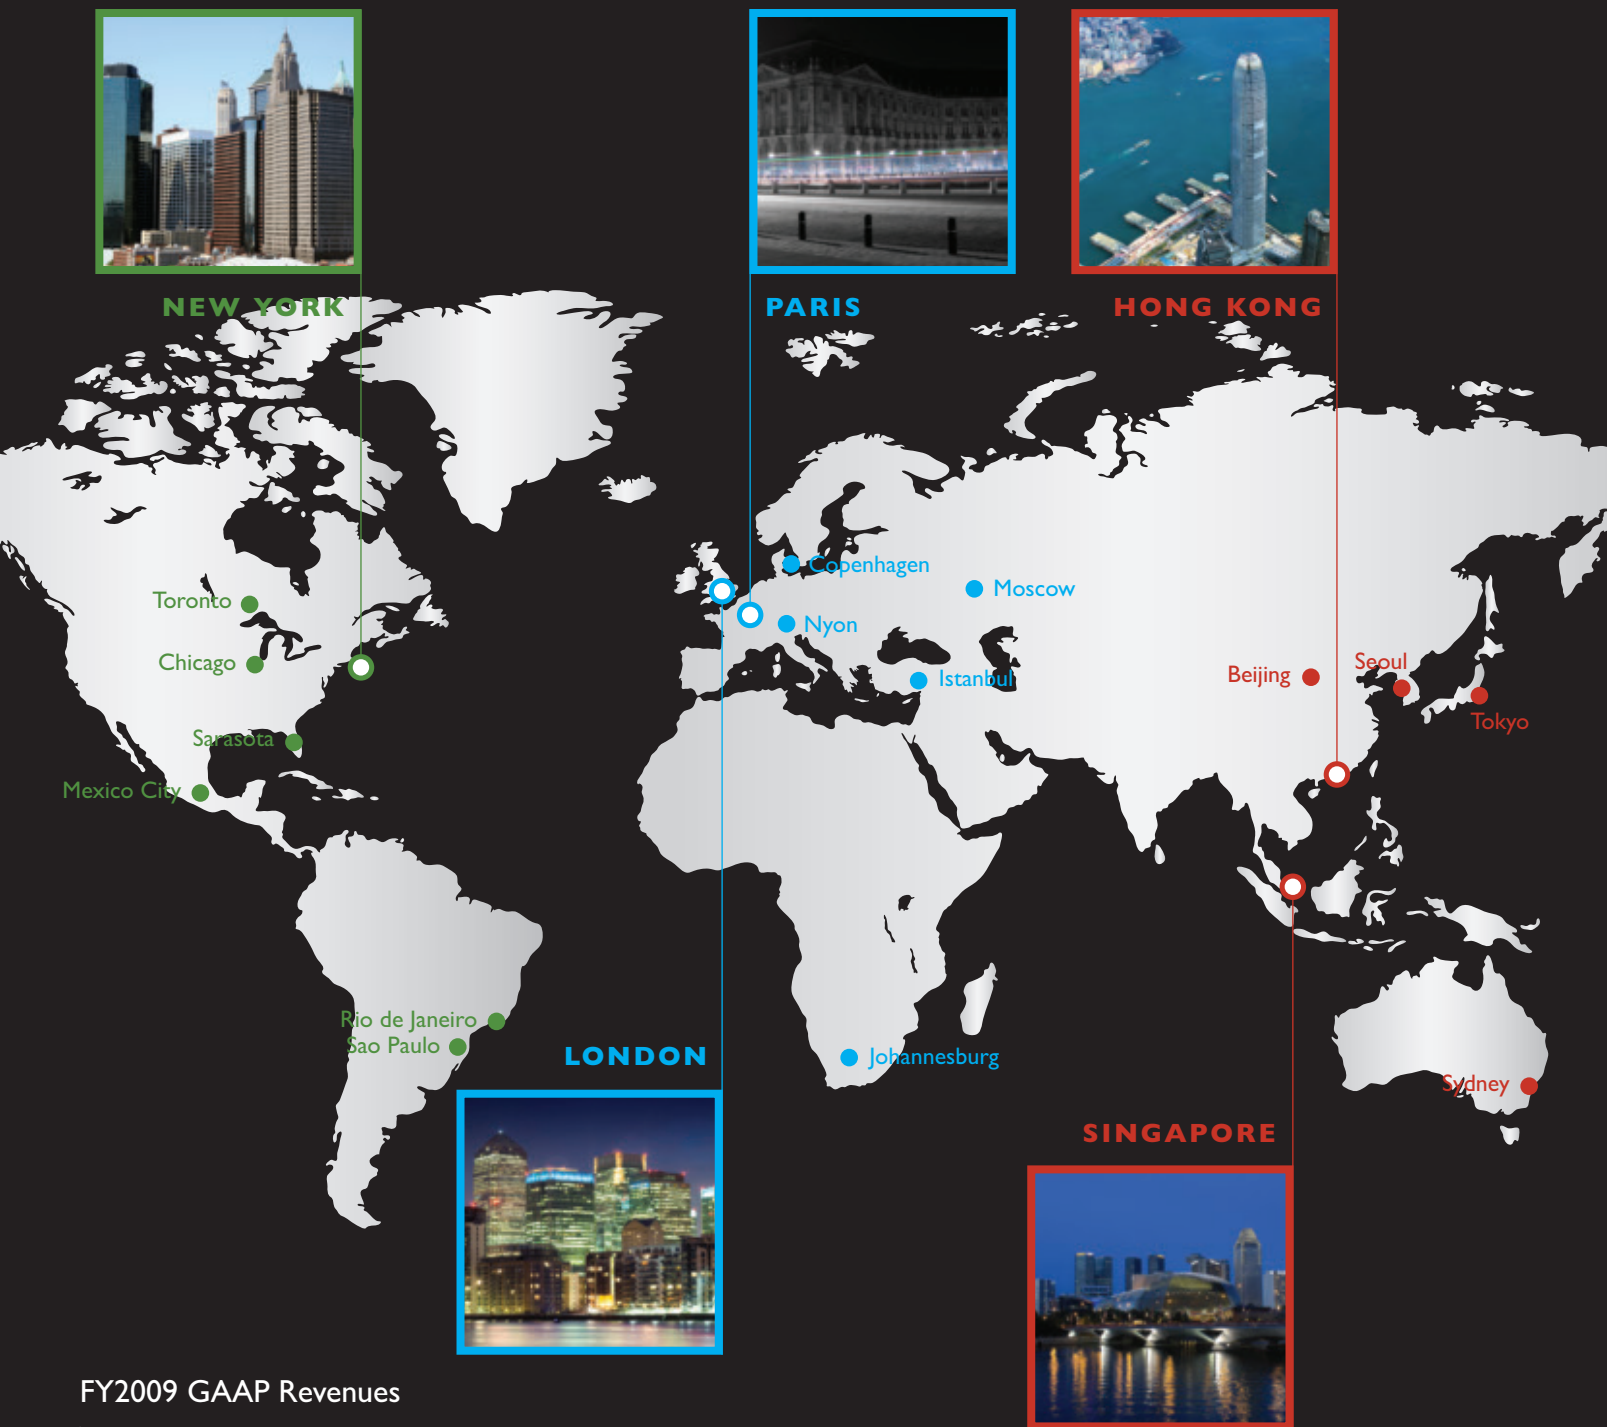 NEW YORK
PARIS
HONG KONG
Copenhagen
Moscow
Toronto
Nyon
Chicago
Istanbul
Beijing
Seoul
Tokyo
Sarasota
Mexico City
Rio de Janeiro
Sao Paulo
LONDON
Johannesburg
Sydney
SINGAPORE
FY2009 GAAP Revenues